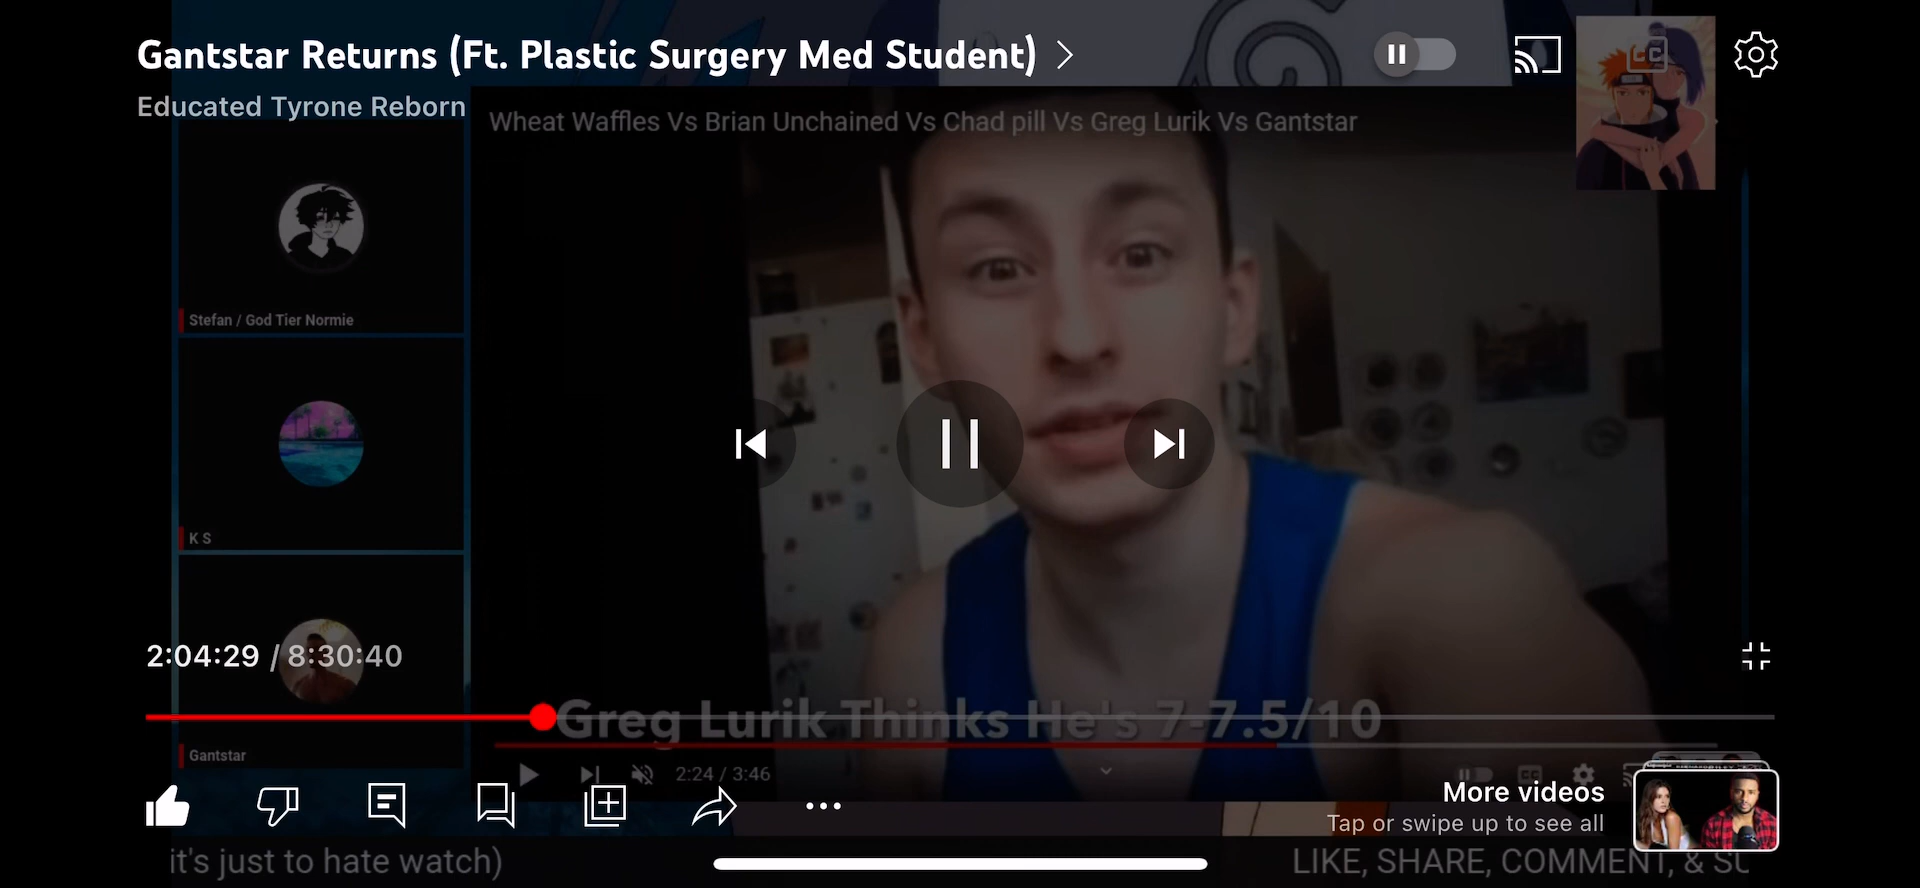 Gantstar Returns (Ft. Plastic Surgery Med Student)
Educated Tyrone Reborn
Wheat Waffles Vs Brian Unchained Vs Chad pill Vs Greg Lurik Vs Gantstar
CC
Stefan / God Tier Normie
K S
2:04:29 / 8:30:40
Greg Lurik Thinks He's 7-7.5/10
Gantstar
2:24 / 3:46
CC
More videos
Tap or swipe up to see all
it's just to hate watch)
LIKE, SHARE, COMMENT, & SU